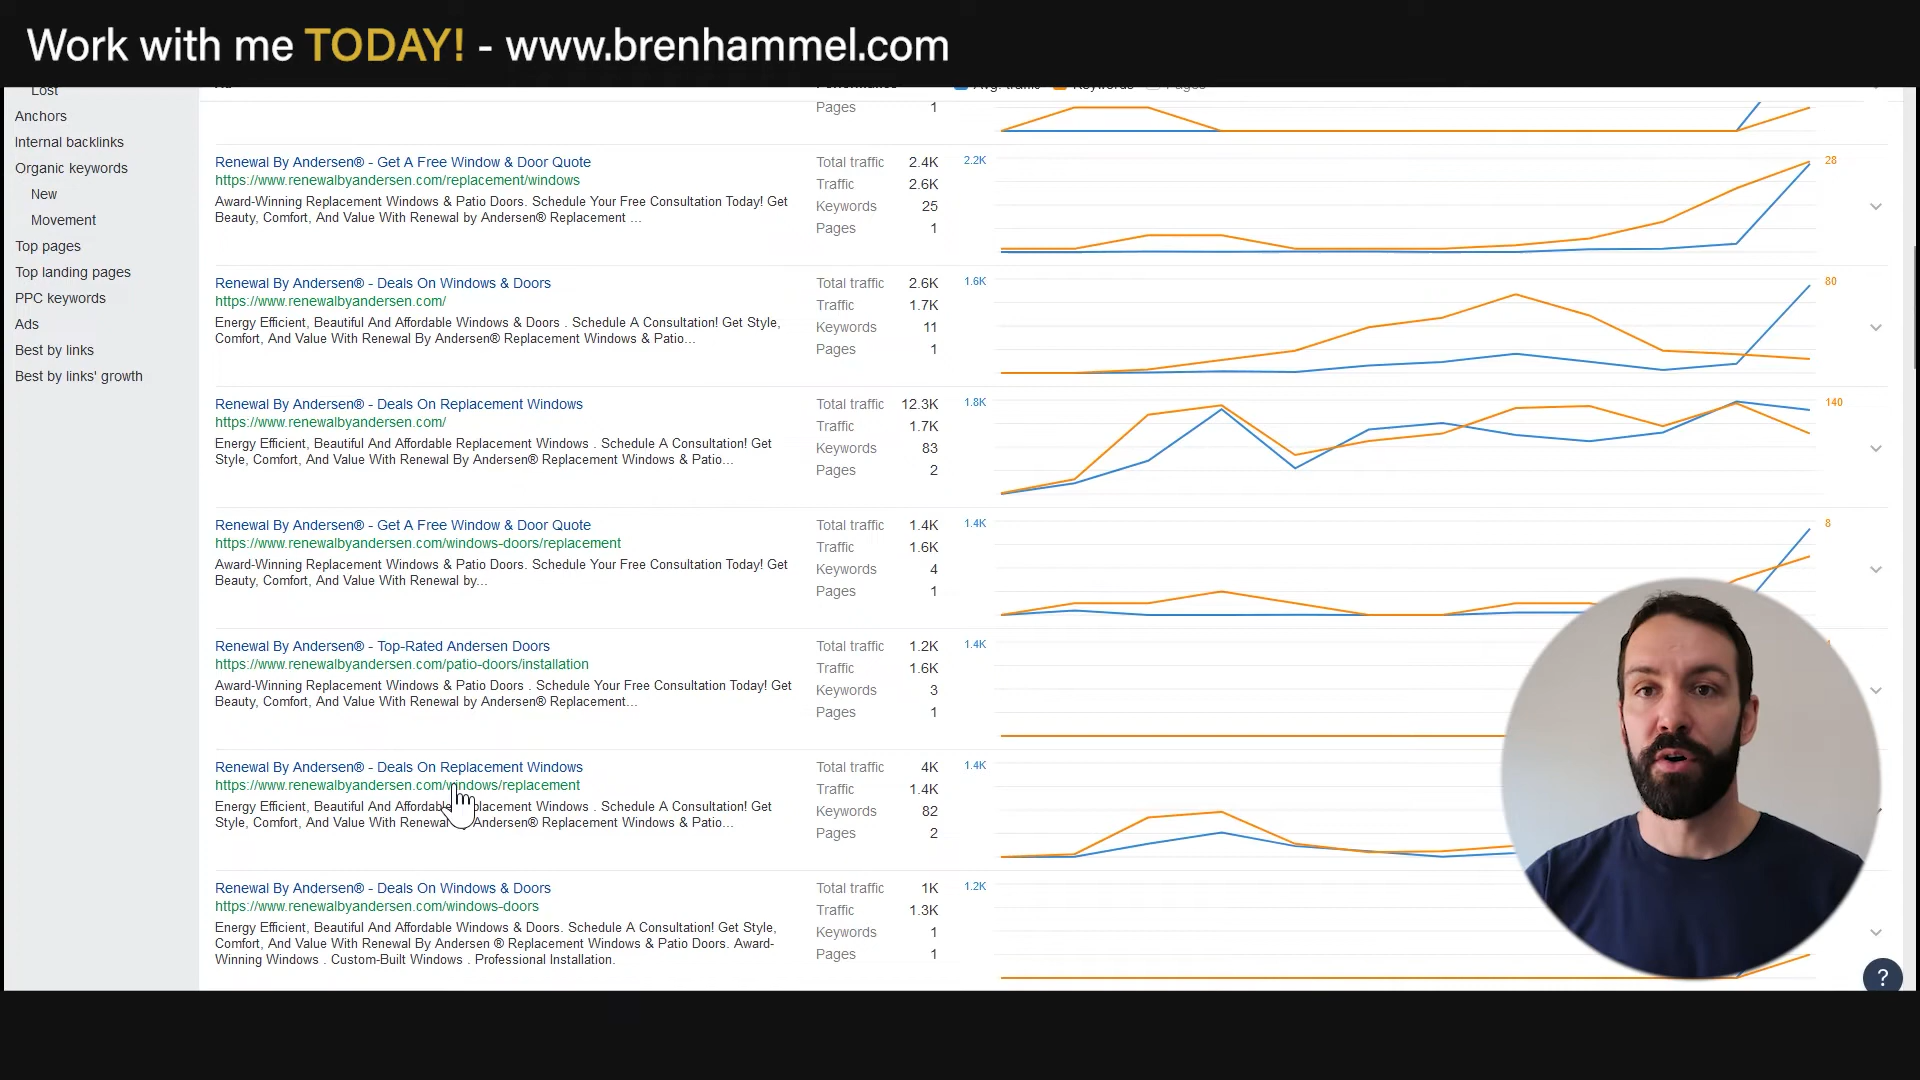 Work with me TODAY! - www.brenhammel.com
Lost
Anchors
Internal backlinks
Organic keywords
New
Movement
Top pages
Top landing pages
PPC keywords
Ads
Best by links
Best by links' growth
Pages 1
Renewal By Andersen® - Get A Free Window & Door Quote
https://www.renewalbyandersen.com/replacement/windows
Award-Winning Replacement Windows & Patio Doors. Schedule Your Free Consultation Today! Get
Beauty, Comfort, And Value With Renewal by Andersen® Replacement ...
Total traffic 2.4K
Traffic 2.6K
Keywords 25
Pages 1
2.2K
28
Renewal By Andersen® - Deals On Windows & Doors
https://www.renewalbyandersen.com/
Energy Efficient, Beautiful And Affordable Windows & Doors . Schedule A Consultation! Get Style,
Comfort, And Value With Renewal By Andersen® Replacement Windows & Patio...
Total traffic 2.6K
Traffic 1.7K
Keywords 11
Pages 1
1.6K
80
Renewal By Andersen® - Deals On Replacement Windows
https://www.renewalbyandersen.com/
Energy Efficient, Beautiful And Affordable Replacement Windows . Schedule A Consultation! Get
Style, Comfort, And Value With Renewal By Andersen® Replacement Windows & Patio...
Total traffic 12.3K
Traffic 1.7K
Keywords 83
Pages 2
1.8K
140
Renewal By Andersen® - Get A Free Window & Door Quote
https://www.renewalbyandersen.com/windows-doors/replacement
Award-Winning Replacement Windows & Patio Doors. Schedule Your Free Consultation Today! Get
Beauty, Comfort, And Value With Renewal by...
Total traffic 1.4K
Traffic 1.6K
Keywords 4
Pages 1
1.4K
8
Renewal By Andersen® - Top-Rated Andersen Doors
https://www.renewalbyandersen.com/patio-doors/installation
Award-Winning Replacement Windows & Patio Doors . Schedule Your Free Consultation Today! Get
Beauty, Comfort, And Value With Renewal by Andersen® Replacement...
Total traffic 1.2K
Traffic 1.6K
Keywords 3
Pages 1
1.4K
Renewal By Andersen® - Deals On Replacement Windows
https://www.renewalbyandersen.com/windows/replacement
Energy Efficient, Beautiful And Affordable Replacement Windows . Schedule A Consultation! Get
Style, Comfort, And Value With Renewal Andersen® Replacement Windows & Patio...
Total traffic 4K
Traffic 1.4K
Keywords 82
Pages 2
1.4K
Renewal By Andersen® - Deals On Windows & Doors
https://www.renewalbyandersen.com/windows-doors
Energy Efficient, Beautiful And Affordable Windows & Doors. Schedule A Consultation! Get Style,
Comfort, And Value With Renewal By Andersen ® Replacement Windows & Patio Doors. Award-
Winning Windows . Custom-Built Windows . Professional Installation.
Total traffic 1K
Traffic 1.3K
Keywords 1
Pages 1
1.2K
?